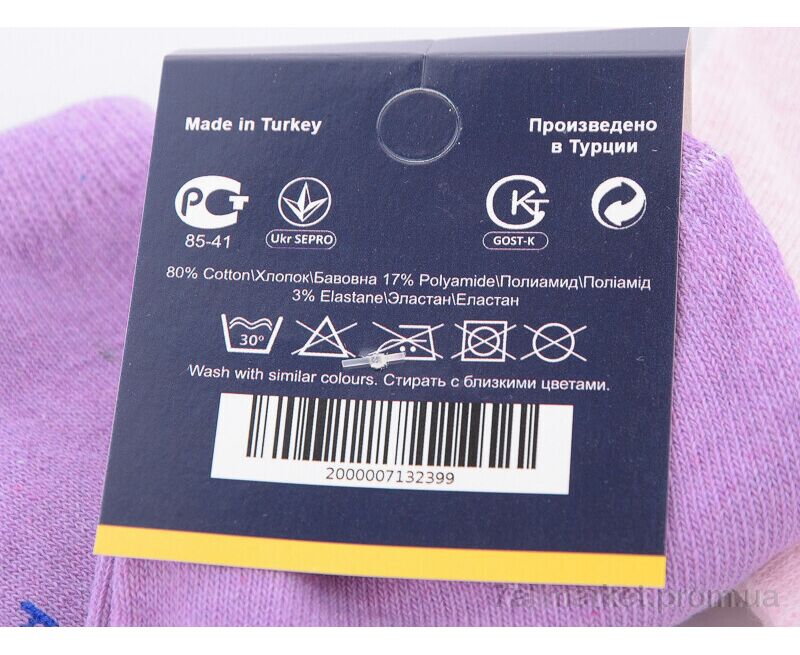 Made in Turkey
Произведено
в Турции
РСТ
85-41
Ukr SEPRO
GOST-K
80% Cotton\Хлопок\Бавовна 17% Polyamide\Полиамид\Поліамід
3% Elastane\Эластан\Еластан
30°
Wash with similar colours. Стирать с близкими цветами.
2000007132399